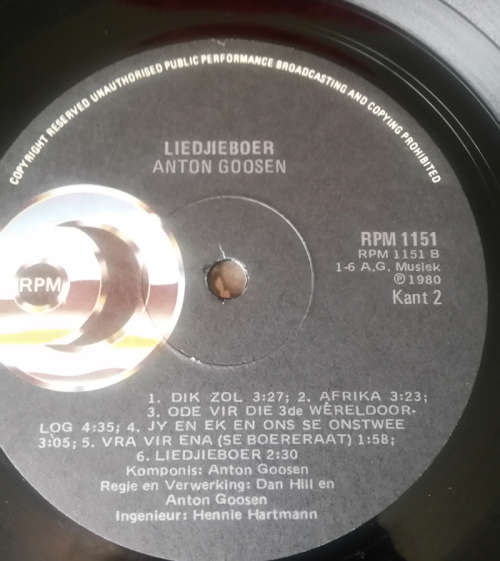 COPYRIGHT RESERVED UNAUTHORISED PUBLIC PERFORMANCE BROADCASTING AND COPYING PROHIBITED
LIEDJIEBOER
ANTON GOOSEN
RPM
RPM 1151
RPM 1151 B
1-6 A.G. Musiek
℗1980
Kant 2
1. DIK ZOL 3:27; 2. AFRIKA 3:23;
3. ODE VIR DIE 3de WÊRELDOOR-
LOG 4:35; 4. JY EN EK EN ONS SE ONSTWEE
3:05; 5. VRA VIR ENA (SE BOERERAAT) 1:58;
6. LIEDJIEBOER 2:30
Komponis: Anton Goosen
Regie en Verwerking: Dan Hill en
Anton Goosen
Ingenieur: Hennie Hartmann